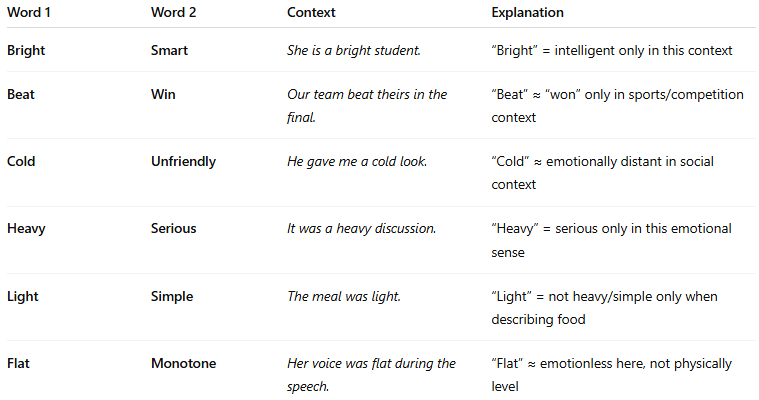 Word 1 Word 2 Context Explanation
Bright Smart She is a bright student. “Bright” = intelligent only in this context
Beat Win Our team beat theirs in the “Beat” ≈ “won” only in sports/competition
final. context
Cold Unfriendly He gave me a cold look. “Cold” ≈ emotionally distant in social
context
Heavy Serious It was a heavy discussion. “Heavy” = serious only in this emotional
sense
Light Simple The meal was light. “Light” = not heavy/simple only when
describing food
Flat Monotone Her voice was flat during the “Flat” ≈ emotionless here, not physically
speech. level